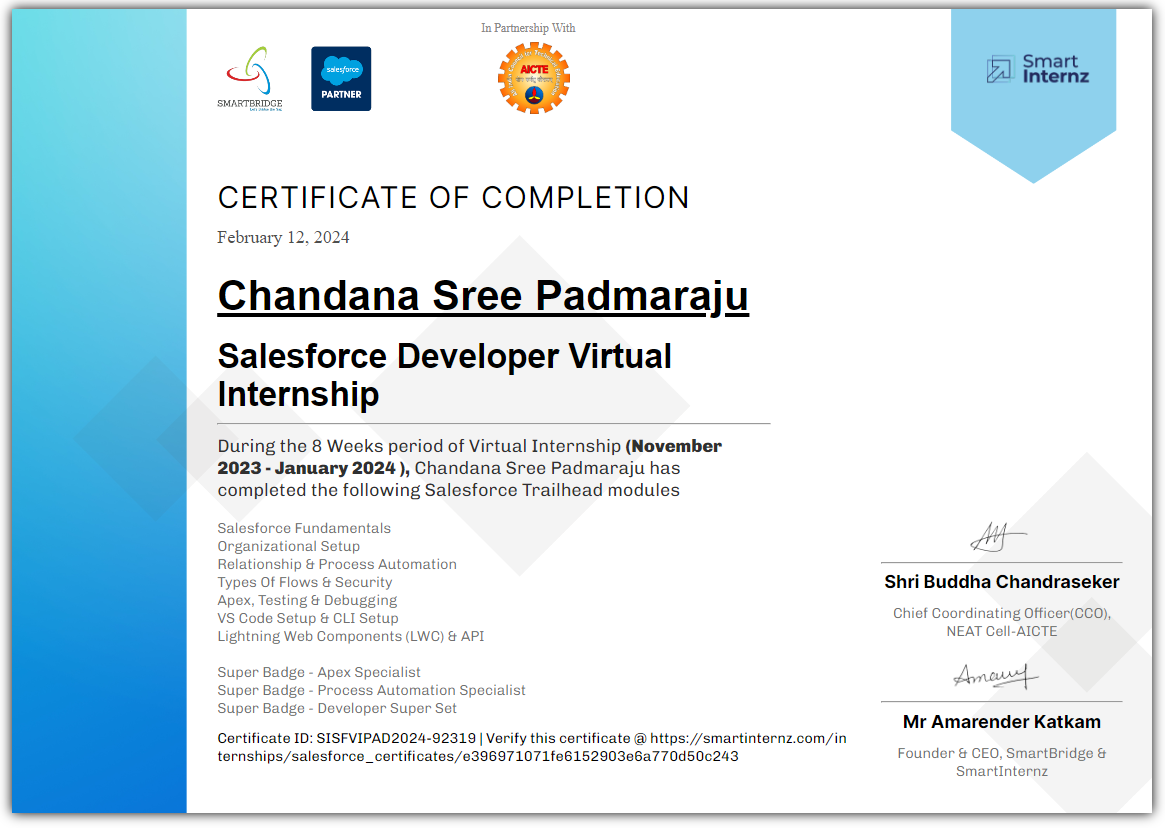 In Partnership With
SMARTBRIDGE
salesforce
PARTNER
AICTE
Smart
Internz
CERTIFICATE OF COMPLETION
February 12, 2024
Chandana Sree Padmaraju
Salesforce Developer Virtual
Internship
During the 8 Weeks period of Virtual Internship (November
2023 - January 2024 ), Chandana Sree Padmaraju has
completed the following Salesforce Trailhead modules
Salesforce Fundamentals
Organizational Setup
Relationship & Process Automation
Types Of Flows & Security
Apex, Testing & Debugging
VS Code Setup & CLI Setup
Lightning Web Components (LWC) & API
Super Badge - Apex Specialist
Super Badge - Process Automation Specialist
Super Badge - Developer Super Set
Certificate ID: SISFVIPAD2024-92319 | Verify this certificate @ https://smartinternz.com/in
ternships/salesforce_certificates/e396971071fe6152903e6a770d50c243
Shri Buddha Chandraseker
Chief Coordinating Officer(CCO),
NEAT Cell-AICTE
Mr Amarender Katkam
Founder & CEO, SmartBridge &
SmartInternz